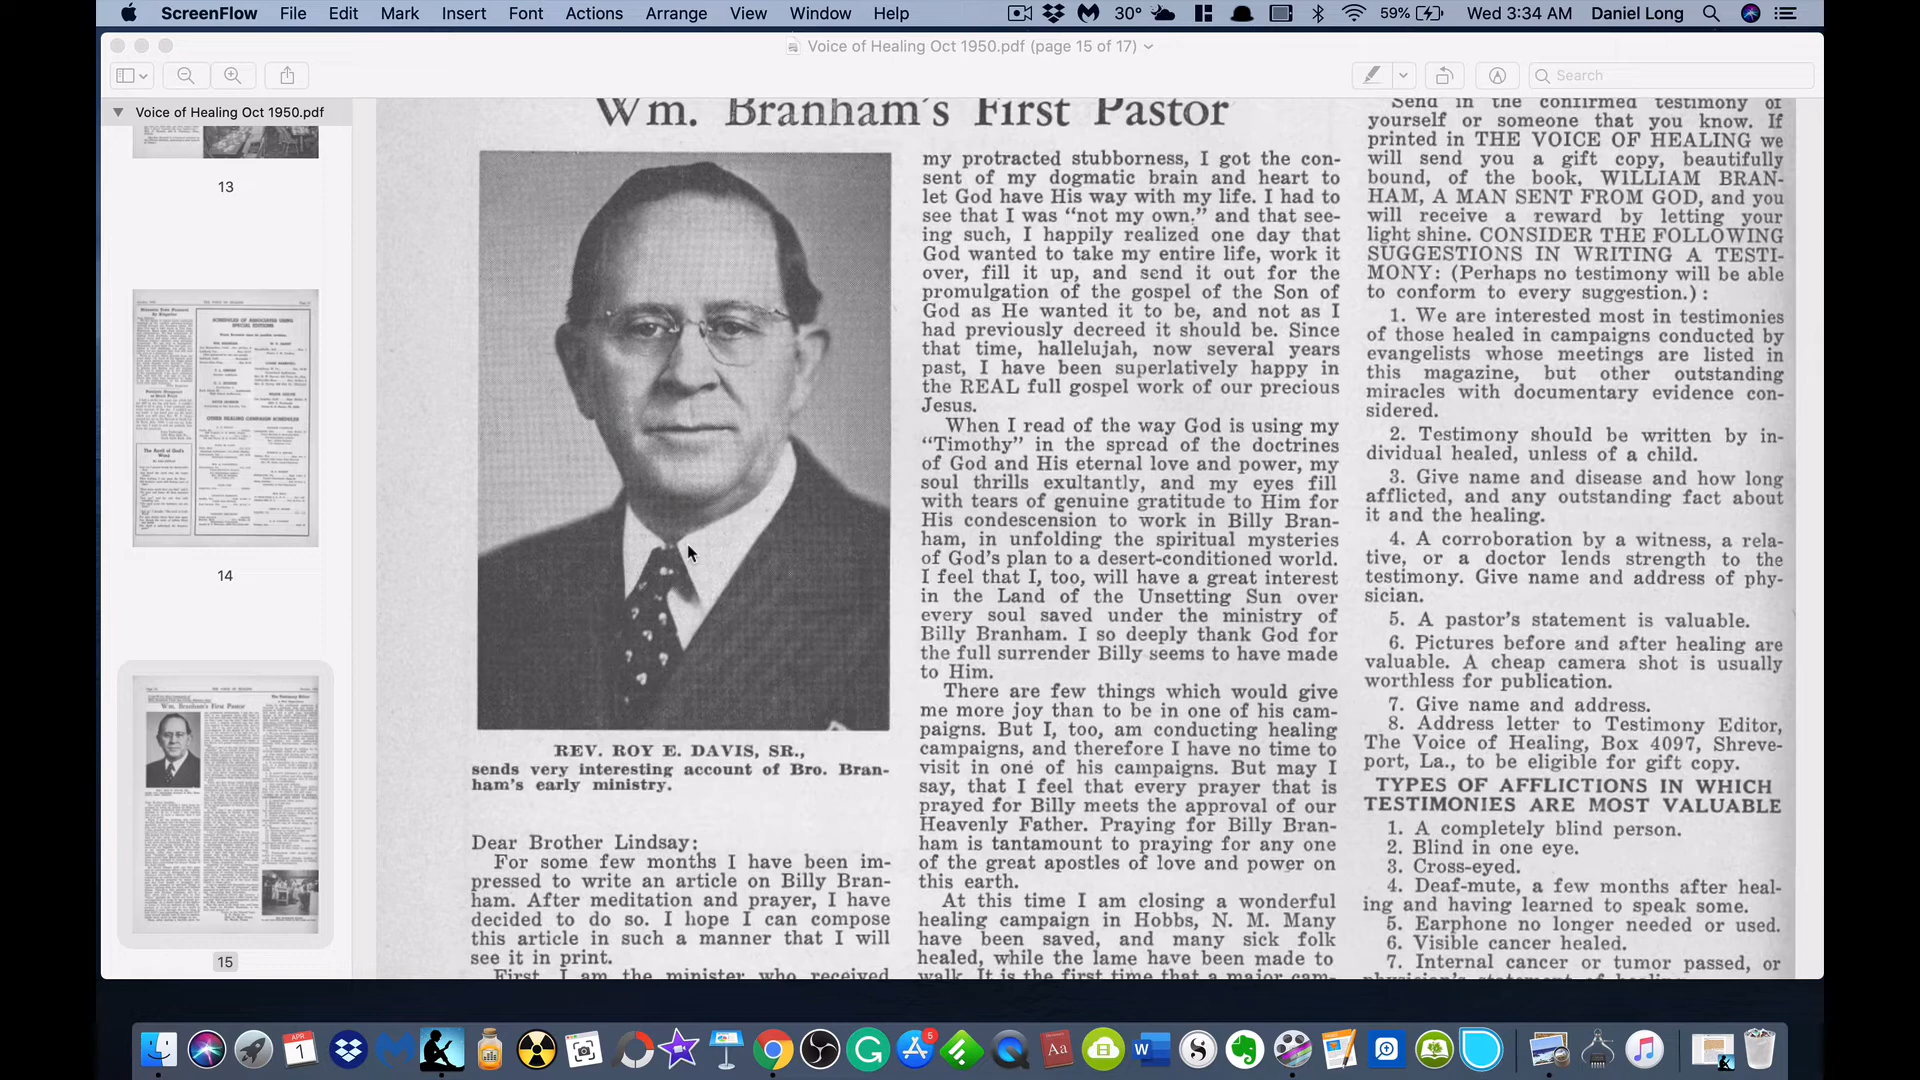 ScreenFlow File Edit Mark Insert Font Actions Arrange View Window Help 30° 59% Wed 3:34 AM Daniel Long
Voice of Healing Oct 1950.pdf (page 15 of 17)
Search
Voice of Healing Oct 1950.pdf
13
14
15
Wm. Branham's First Pastor
REV. ROY E. DAVIS, SR.,
sends very interesting account of Bro. Bran-
ham's early ministry.
Dear Brother Lindsay:
For some few months I have been im-
pressed to write an article on Billy Bran-
ham. After meditation and prayer, I have
decided to do so. I hope I can compose
this article in such a manner that I will
see it in print.
First, I am the minister who received
my protracted stubborness, I got the con-
sent of my dogmatic brain and heart to
let God have His way with my life. I had to
see that I was "not my own," and that see-
ing such, I happily realized one day that
God wanted to take my entire life, work it
over, fill it up, and send it out for the
promulgation of the gospel of the Son of
God as He wanted it to be, and not as I
had previously decreed it should be. Since
that time, hallelujah, now several years
past, I have been superlatively happy in
the REAL full gospel work of our precious
Jesus.
When I read of the way God is using my
"Timothy" in the spread of the doctrines
of God and His eternal love and power, my
soul thrills exultantly, and my eyes fill
with tears of genuine gratitude to Him for
His condescension to work in Billy Bran-
ham, in unfolding the spiritual mysteries
of God's plan to a desert-conditioned world.
I feel that I, too, will have a great interest
in the Land of the Unsetting Sun over
every soul saved under the ministry of
Billy Branham. I so deeply thank God for
the full surrender Billy seems to have made
to Him.
There are few things which would give
me more joy than to be in one of his cam-
paigns. But I, too, am conducting healing
campaigns, and therefore I have no time to
visit in one of his campaigns. But may I
say, that I feel that every prayer that is
prayed for Billy meets the approval of our
Heavenly Father. Praying for Billy Bran-
ham is tantamount to praying for any one
of the great apostles of love and power on
this earth.
At this time I am closing a wonderful
healing campaign in Hobbs, N. M. Many
have been saved, and many sick folk
healed, while the lame have been made to
walk. It is the first time that a major cam-
Send in the confirmed testimony of
yourself or someone that you know. If
printed in THE VOICE OF HEALING we
will send you a gift copy, beautifully
bound, of the book, WILLIAM BRAN-
HAM, A MAN SENT FROM GOD, and you
will receive a reward by letting your
light shine. CONSIDER THE FOLLOWING
SUGGESTIONS IN WRITING A TESTI-
MONY: (Perhaps no testimony will be able
to conform to every suggestion.) :
1. We are interested most in testimonies
of those healed in campaigns conducted by
evangelists whose meetings are listed in
this magazine, but other outstanding
miracles with documentary evidence con-
sidered.
2. Testimony should be written by in-
dividual healed, unless of a child.
3. Give name and disease and how long
afflicted, and any outstanding fact about
it and the healing.
4. A corroboration by a witness, a rela-
tive, or a doctor lends strength to the
testimony. Give name and address of phy-
sician.
5. A pastor's statement is valuable.
6. Pictures before and after healing are
valuable. A cheap camera shot is usually
worthless for publication.
7. Give name and address.
8. Address letter to Testimony Editor,
The Voice of Healing, Box 4097, Shreve-
port, La., to be eligible for gift copy.
TYPES OF AFFLICTIONS IN WHICH
TESTIMONIES ARE MOST VALUABLE
1. A completely blind person.
2. Blind in one eye.
3. Cross-eyed.
4. Deaf-mute, a few months after heal-
ing and having learned to speak some.
5. Earphone no longer needed or used.
6. Visible cancer healed.
7. Internal cancer or tumor passed, or
physician's statement of healing.
APR
1
Aa
W
S
5